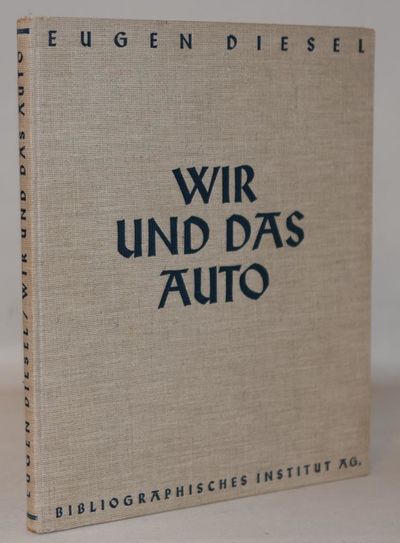 EUGEN DIESEL
WIR
UND DAS
AUTO
BIBLIOGRAPHISCHES INSTITUT AG.
EUGEN DIESEL / WIR UND DAS AUTO